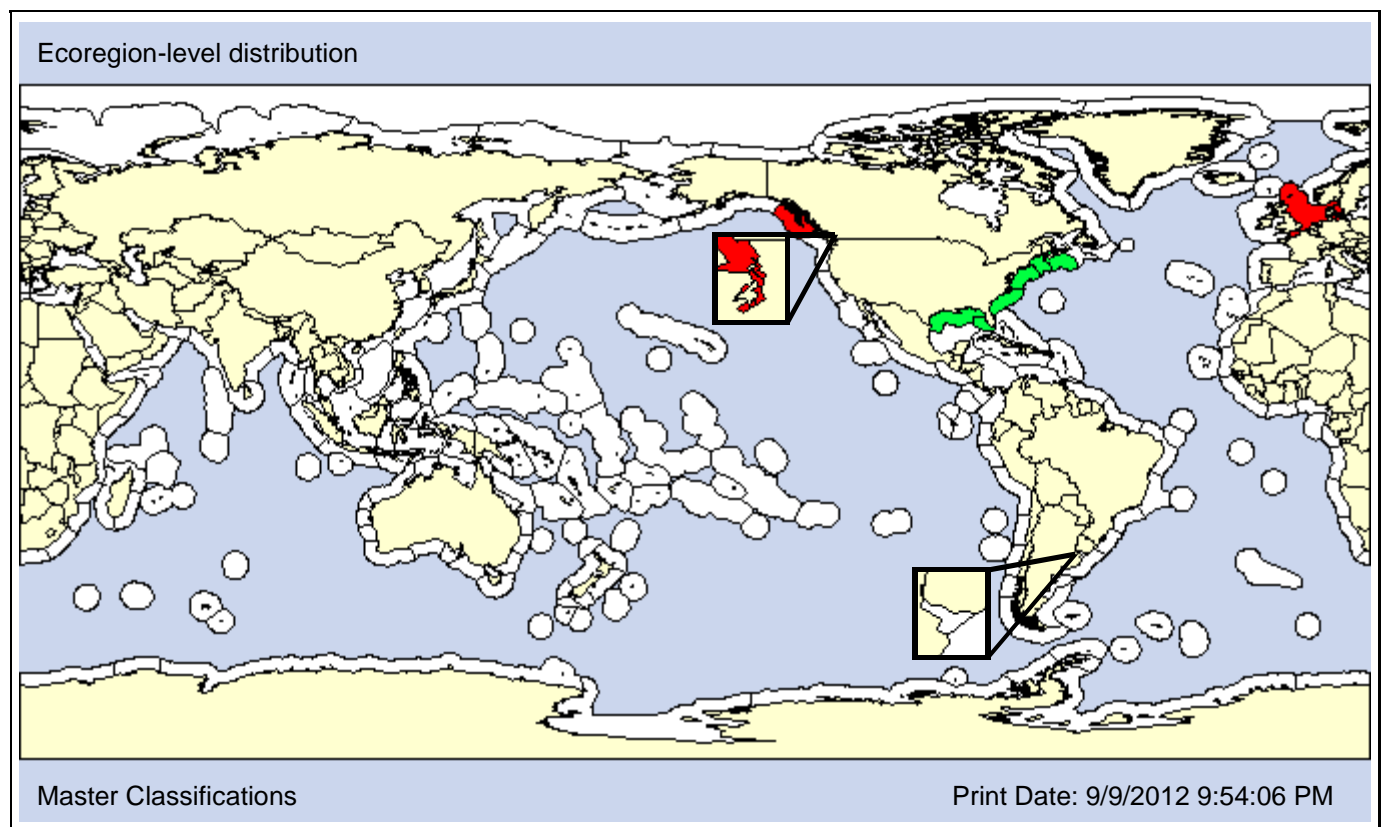 Ecoregion-level distribution
Master Classifications
Print Date: 9/9/2012 9:54:06 PM